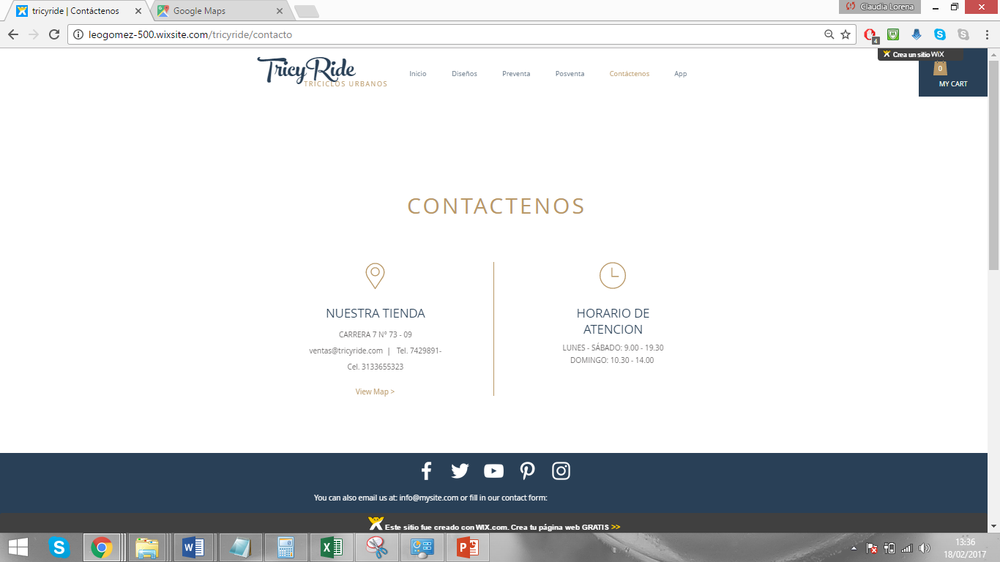 tricyride | Contáctenos
Google Maps
Claudia Lorena
leogomez-500.wixsite.com/tricyride/contacto
4
Crea un sitio WiX
TricyRide
TRICICLOS URBANOS
Inicio
Diseños
Preventa
Posventa
Contáctenos
App
0
MY CART
CONTACTENOS
NUESTRA TIENDA
CARRERA 7 N° 73 - 09
ventas@tricyride.com | Tel. 7429891-
Cel. 3133655323
View Map >
HORARIO DE
ATENCION
LUNES - SÁBADO: 9.00 - 19.30
DOMINGO: 10.30 - 14.00
You can also email us at: info@mysite.com or fill in our contact form:
Este sitio fue creado con WIX.com. Crea tu página web GRATIS >>
13:36
18/02/2017